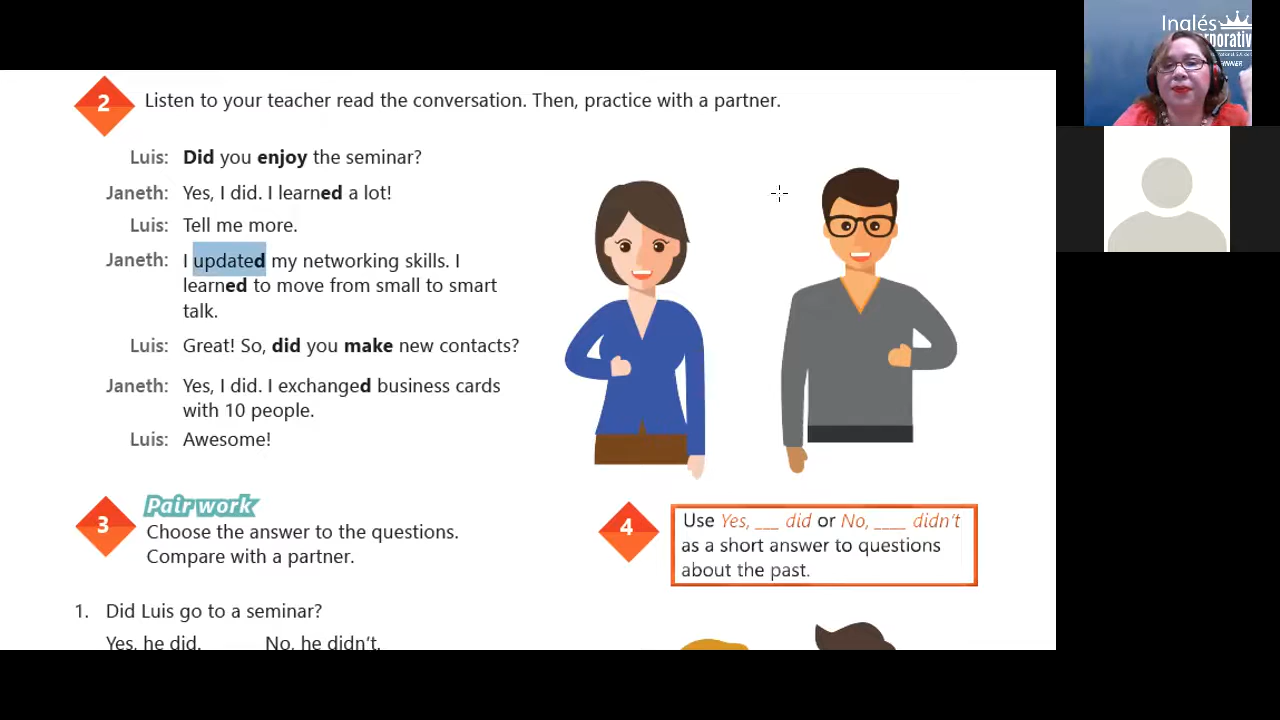 Inglés
corporativ
WNER
2 Listen to your teacher read the conversation. Then, practice with a partner.
Luis: Did you enjoy the seminar?
Janeth: Yes, I did. I learned a lot!
Luis: Tell me more.
Janeth: I updated my networking skills. I
learned to move from small to smart
talk.
Luis: Great! So, did you make new contacts?
Janeth: Yes, I did. I exchanged business cards
with 10 people.
Luis: Awesome!
3 Pair work
Choose the answer to the questions.
Compare with a partner.
1. Did Luis go to a seminar?
Yes, he did. No, he didn't.
4 Use Yes, ___ did or No, ____ didn't
as a short answer to questions
about the past.